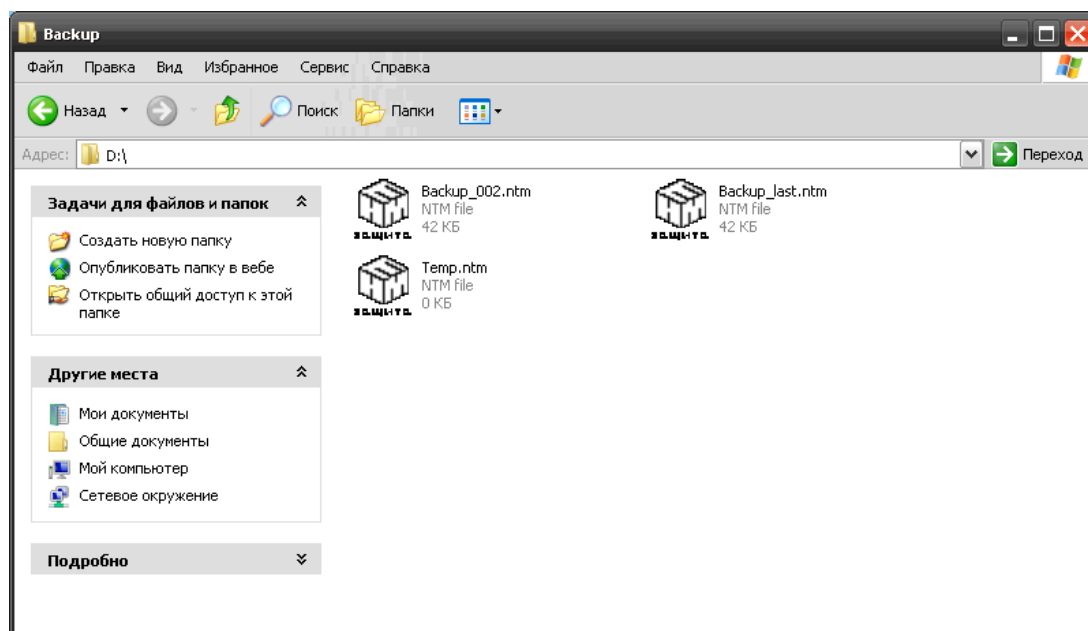 Backup
Файл Правка Вид Избранное Сервис Справка
Назад Поиск Папки
Адрес: D:\ Переход
Задачи для файлов и папок
Создать новую папку
Опубликовать папку в вебе
Открыть общий доступ к этой
папке
Другие места
Мои документы
Общие документы
Мой компьютер
Сетевое окружение
Подробно
Backup_002.ntm
NTM file
42 КБ
защита
Backup_last.ntm
NTM file
42 КБ
защита
Temp.ntm
NTM file
0 КБ
защита